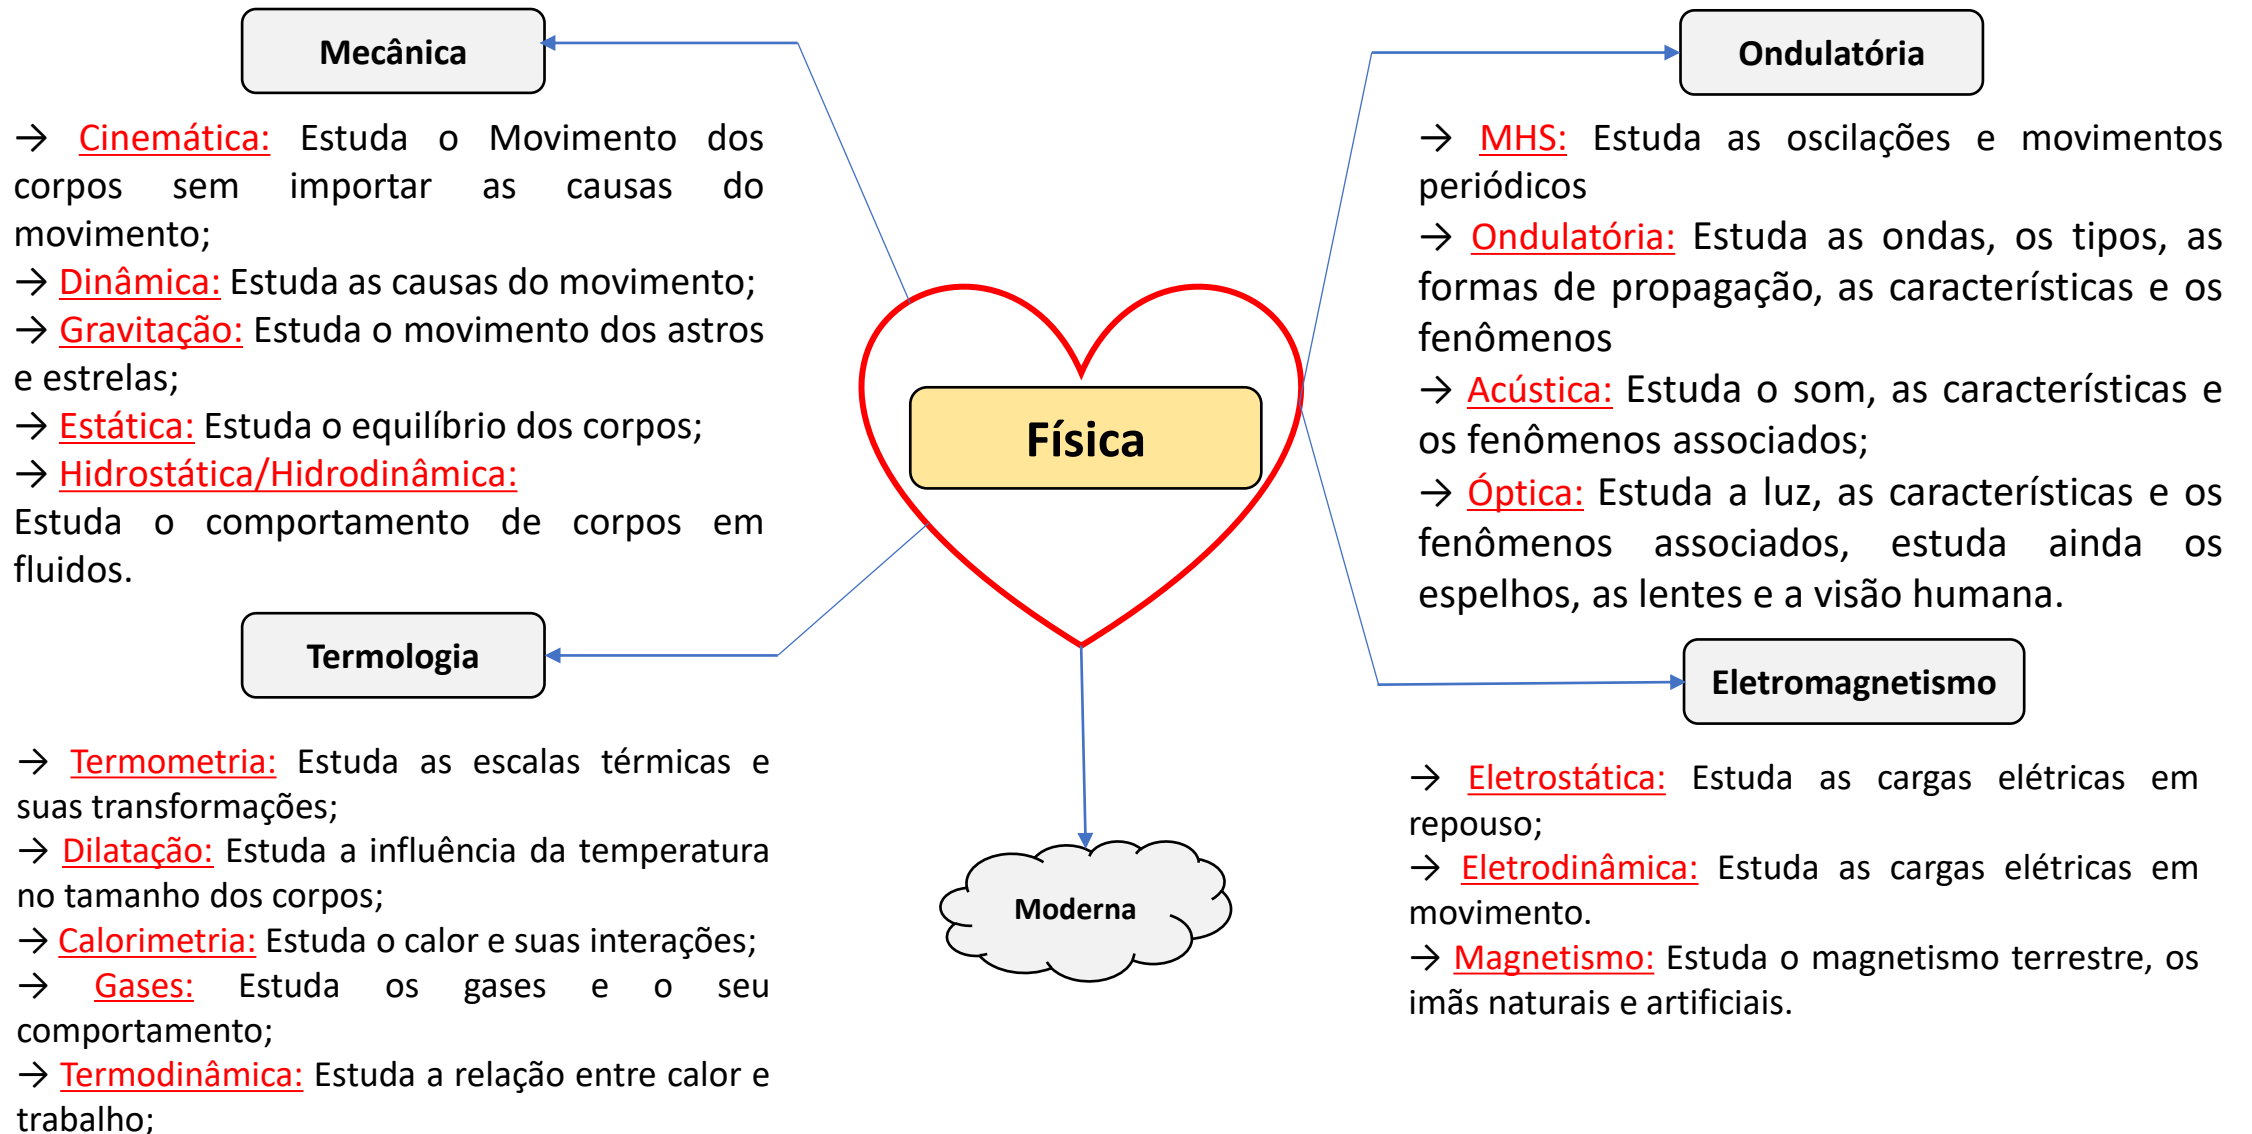 Mecânica
→ Cinemática: Estuda o Movimento dos
corpos sem importar as causas do
movimento;
→ Dinâmica: Estuda as causas do movimento;
→ Gravitação: Estuda o movimento dos astros
e estrelas;
→ Estática: Estuda o equilíbrio dos corpos;
→ Hidrostática/Hidrodinâmica:
Estuda o comportamento de corpos em
fluidos.
Termologia
→ Termometria: Estuda as escalas térmicas e
suas transformações;
→ Dilatação: Estuda a influência da temperatura
no tamanho dos corpos;
→ Calorimetria: Estuda o calor e suas interações;
→ Gases: Estuda os gases e o seu
comportamento;
→ Termodinâmica: Estuda a relação entre calor e
trabalho;
Física
Moderna
Ondulatória
→ MHS: Estuda as oscilações e movimentos
periódicos
→ Ondulatória: Estuda as ondas, os tipos, as
formas de propagação, as características e os
fenômenos
→ Acústica: Estuda o som, as características e
os fenômenos associados;
→ Óptica: Estuda a luz, as características e os
fenômenos associados, estuda ainda os
espelhos, as lentes e a visão humana.
Eletromagnetismo
→ Eletrostática: Estuda as cargas elétricas em
repouso;
→ Eletrodinâmica: Estuda as cargas elétricas em
movimento.
→ Magnetismo: Estuda o magnetismo terrestre, os
imãs naturais e artificiais.